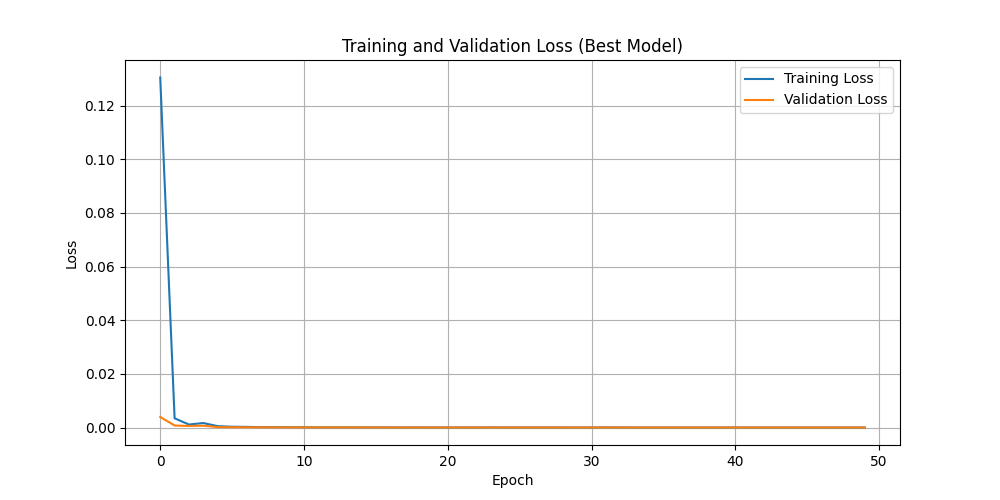 Training and Validation Loss (Best Model)
Training Loss
Validation Loss
0.12
0.10
0.08
0.06
0.04
0.02
0.00
Loss
0 10 20 30 40 50
Epoch